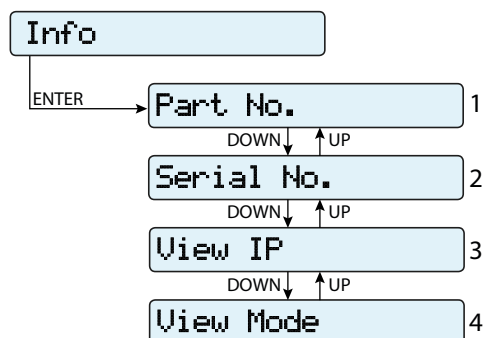 Info
ENTER
Part No. 1
DOWN UP
Serial No. 2
DOWN UP
View IP 3
DOWN UP
View Mode 4